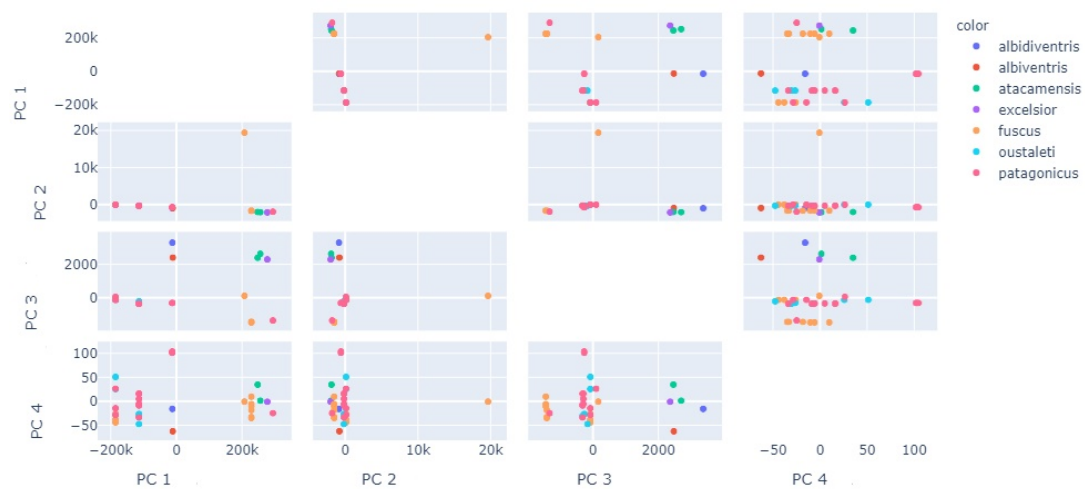 color
albidiventris
albiventris
atacamensis
excelsior
fuscus
oustaleti
patagonicus
PC 1
200k
0
−200k
PC 2
20k
10k
0
PC 3
2000
0
PC 4
100
50
0
−50
−200k 0 200k
0 20k
0 2000
−50 0 50 100
PC 1 PC 2 PC 3 PC 4